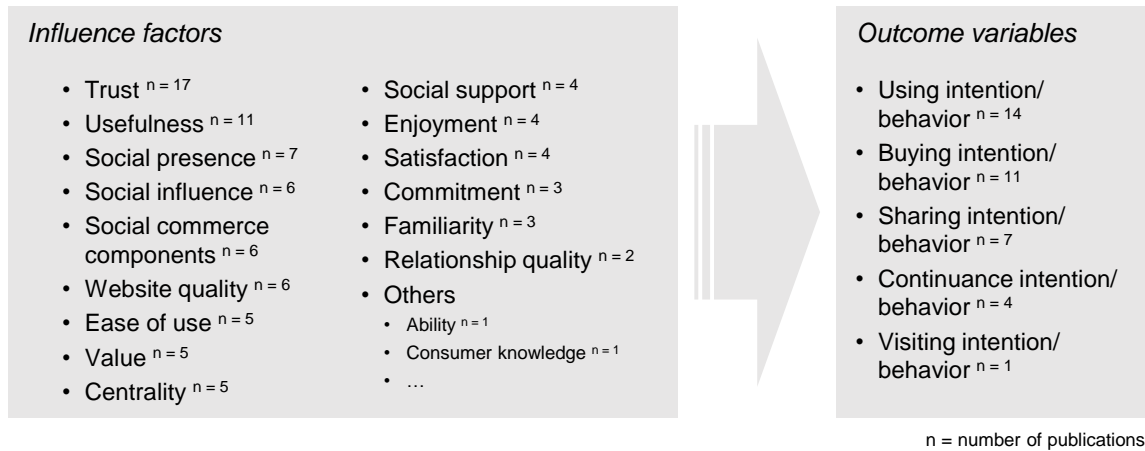 Influence factors
• Trust n = 17
• Usefulness n = 11
• Social presence n = 7
• Social influence n = 6
• Social commerce
components n = 6
• Website quality n = 6
• Ease of use n = 5
• Value n = 5
• Centrality n = 5
• Social support n = 4
• Enjoyment n = 4
• Satisfaction n = 4
• Commitment n = 3
• Familiarity n = 3
• Relationship quality n = 2
• Others
• Ability n = 1
• Consumer knowledge n = 1
• …
Outcome variables
• Using intention/
behavior n = 14
• Buying intention/
behavior n = 11
• Sharing intention/
behavior n = 7
• Continuance intention/
behavior n = 4
• Visiting intention/
behavior n = 1
n = number of publications